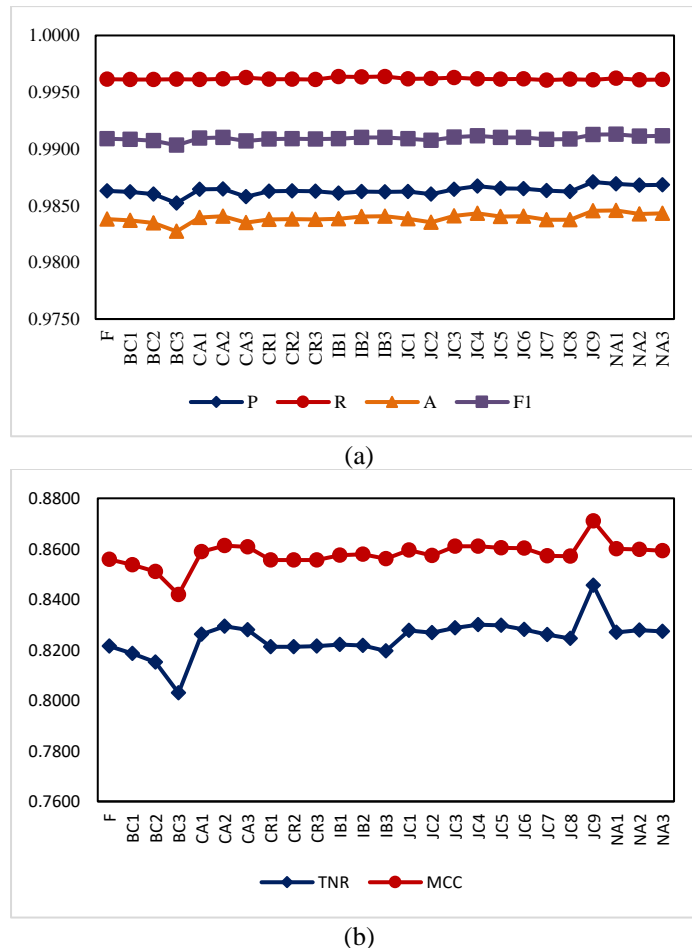 1.0000
0.9950
0.9900
0.9850
0.9800
0.9750
F BC1 BC2 BC3 CA1 CA2 CA3 CR1 CR2 CR3 IB1 IB2 IB3 JC1 JC2 JC3 JC4 JC5 JC6 JC7 JC8 JC9 NA1 NA2 NA3
P R A F1
(a)
0.8800
0.8600
0.8400
0.8200
0.8000
0.7800
0.7600
F BC1 BC2 BC3 CA1 CA2 CA3 CR1 CR2 CR3 IB1 IB2 IB3 JC1 JC2 JC3 JC4 JC5 JC6 JC7 JC8 JC9 NA1 NA2 NA3
TNR MCC
(b)